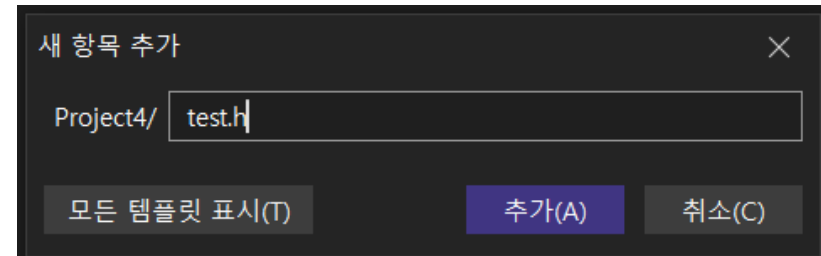 새 항목 추가
Project4/ test.h
모든 템플릿 표시(T) 추가(A) 취소(C)